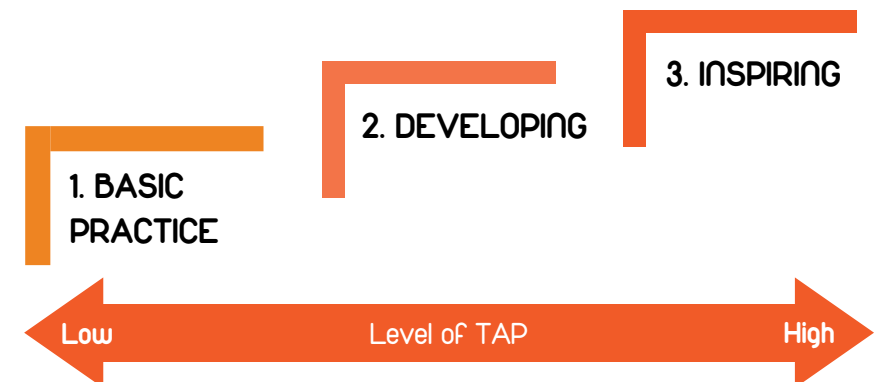 3. INSPIRING
2. DEVELOPING
1. BASIC
PRACTICE
Low Level of TAP High